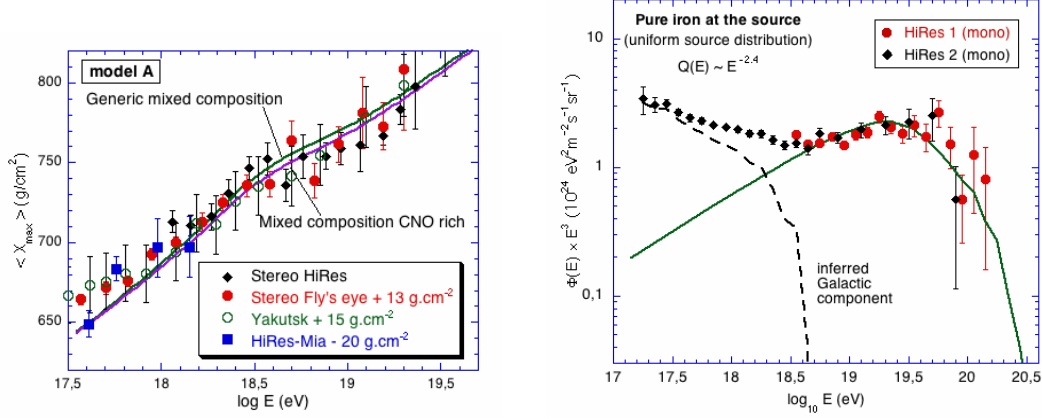 model A
Generic mixed composition
Mixed composition CNO rich
Stereo HiRes
Stereo Fly's eye + 13 g.cm-2
Yakutsk + 15 g.cm-2
HiRes-Mia - 20 g.cm-2
< Xmax > (g/cm2)
800
750
700
650
17,5 18 18,5 19 19,5
log E (eV)
Pure iron at the source
(uniform source distribution)
Q(E) ~ E-2.4
HiRes 1 (mono)
HiRes 2 (mono)
inferred
Galactic
component
Φ(E) × E3 (1024 eV2m-2s-1sr-1)
10
1
0,1
17 17,5 18 18,5 19 19,5 20 20,5
log10 E (eV)